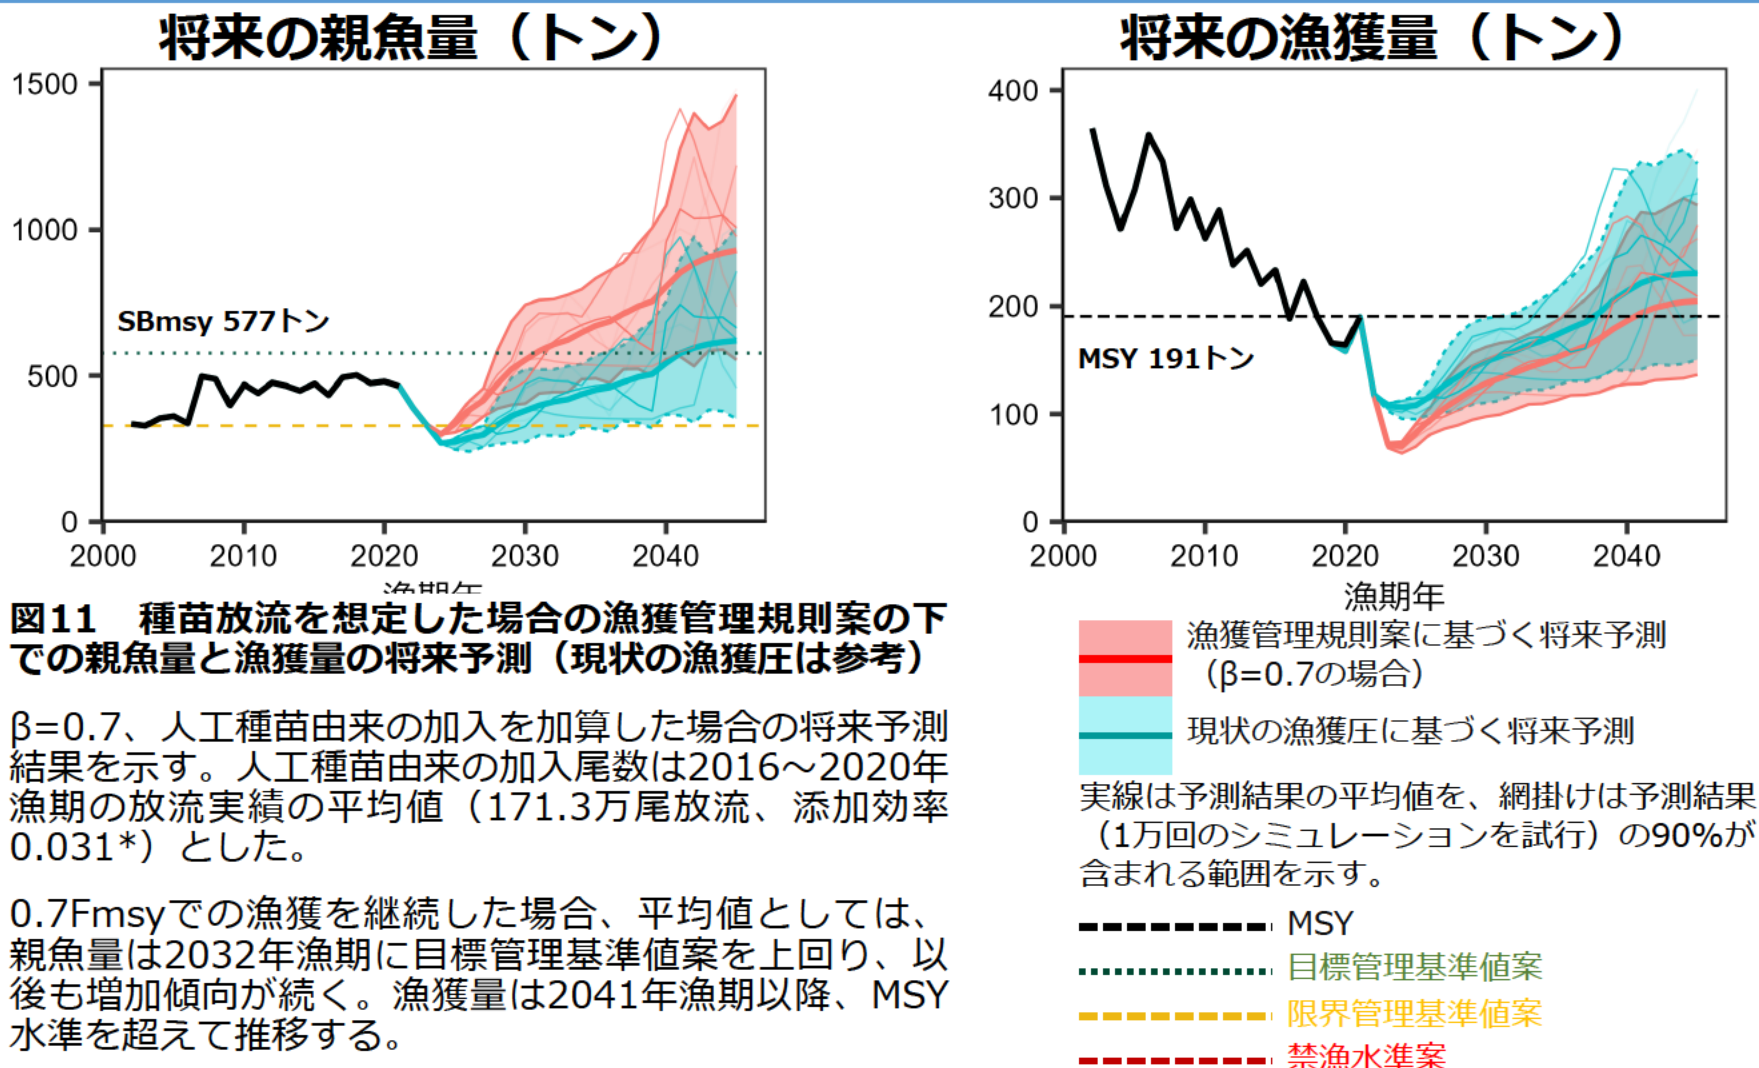 将来の親魚量（トン）
1500
1000
500
0
SBmsy 577トン
2000 2010 2020 2030 2040
漁期年
将来の漁獲量（トン）
400
300
200
100
0
MSY 191トン
2000 2010 2020 2030 2040
漁期年
図11　種苗放流を想定した場合の漁獲管理規則案の下
での親魚量と漁獲量の将来予測（現状の漁獲圧は参考）
β=0.7、人工種苗由来の加入を加算した場合の将来予測
結果を示す。人工種苗由来の加入尾数は2016～2020年
漁期の放流実績の平均値（171.3万尾放流、添加効率
0.031*）とした。
0.7Fmsyでの漁獲を継続した場合、平均値としては、
親魚量は2032年漁期に目標管理基準値案を上回り、以
後も増加傾向が続く。漁獲量は2041年漁期以降、MSY
水準を超えて推移する。
漁獲管理規則案に基づく将来予測
（β=0.7の場合）
現状の漁獲圧に基づく将来予測
実線は予測結果の平均値を、網掛けは予測結果
（1万回のシミュレーションを試行）の90%が
含まれる範囲を示す。
MSY
目標管理基準値案
限界管理基準値案
禁漁水準案